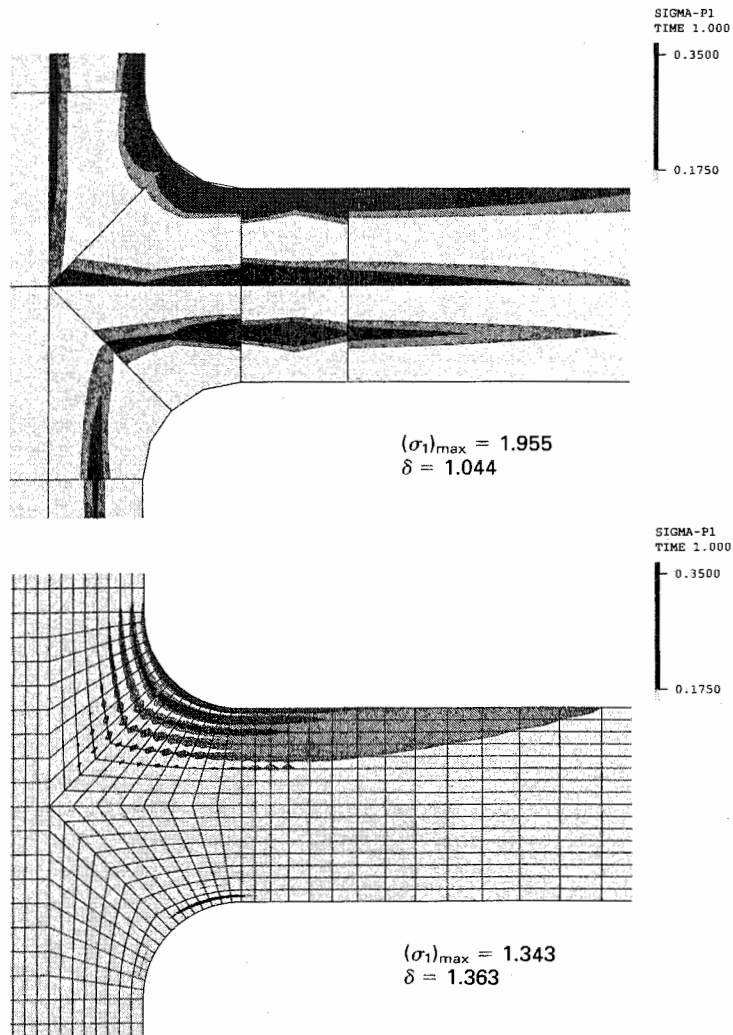 SIGMA-P1
TIME 1.000
0.3500
0.1750
(σ₁)max = 1.955
δ = 1.044
SIGMA-P1
TIME 1.000
0.3500
0.1750
(σ₁)max = 1.343
δ = 1.363